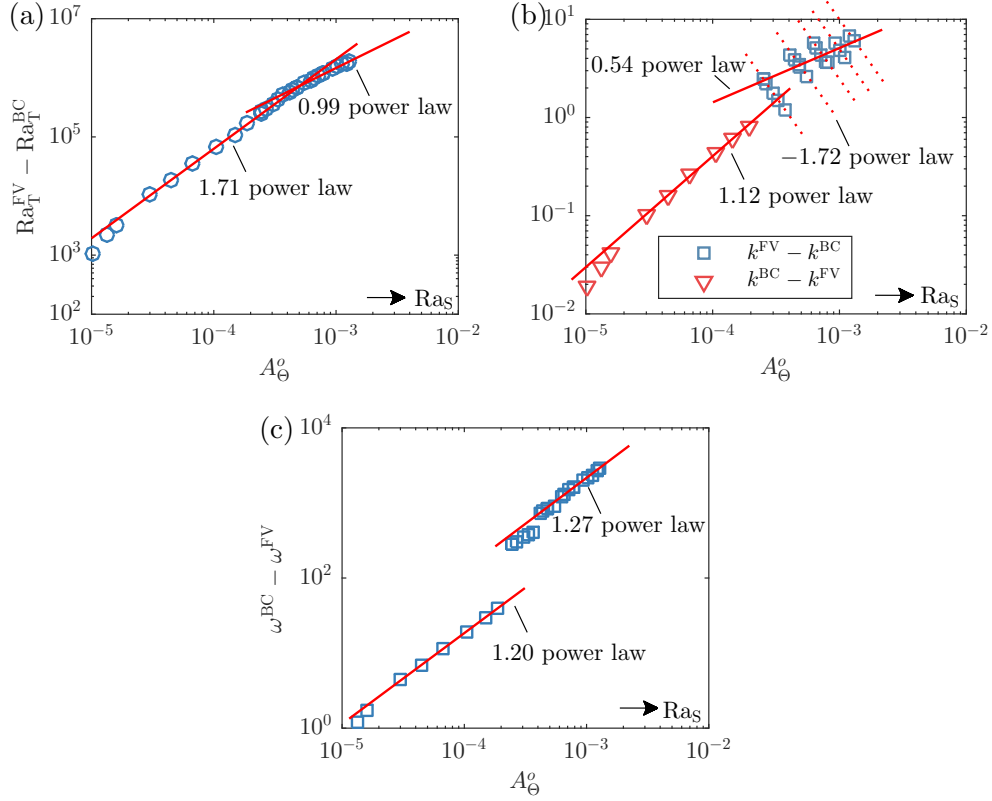 (a)
10^6
10^5
10^3
10^2
Ra_T^FV − Ra_T^BC
0.99 power law
1.71 power law
Ra_S
10^−5
10^−4
10^−3
10^−2
A_Θ^o
(b)
10^1
10^0
10^−1
10^−2
0.54 power law
−1.72 power law
1.12 power law
k^FV − k^BC
k^BC − k^FV
Ra_S
10^−5
10^−4
10^−3
10^−2
A_Θ^o
(c)
10^4
10^2
10^0
ω^BC − ω^FV
1.27 power law
1.20 power law
Ra_S
10^−5
10^−4
10^−3
10^−2
A_Θ^o